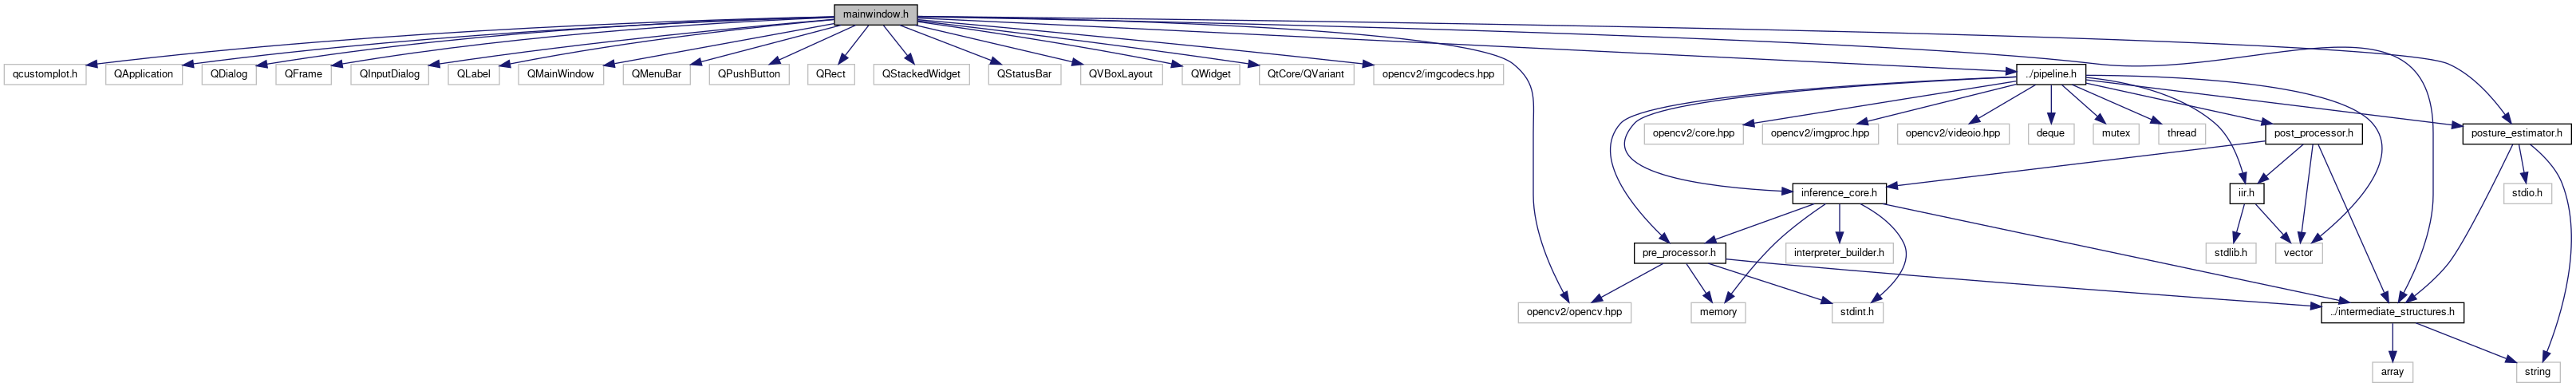 mainwindow.h
qcustomplot.h
QApplication
QDialog
QFrame
QInputDialog
QLabel
QMainWindow
QMenuBar
QPushButton
QRect
QStackedWidget
QStatusBar
QVBoxLayout
QWidget
QtCore/QVariant
opencv2/imgcodecs.hpp
../pipeline.h
opencv2/core.hpp
opencv2/imgproc.hpp
opencv2/videoio.hpp
deque
mutex
thread
post_processor.h
posture_estimator.h
inference_core.h
iir.h
stdio.h
pre_processor.h
interpreter_builder.h
stdlib.h
vector
opencv2/opencv.hpp
memory
stdint.h
../intermediate_structures.h
array
string